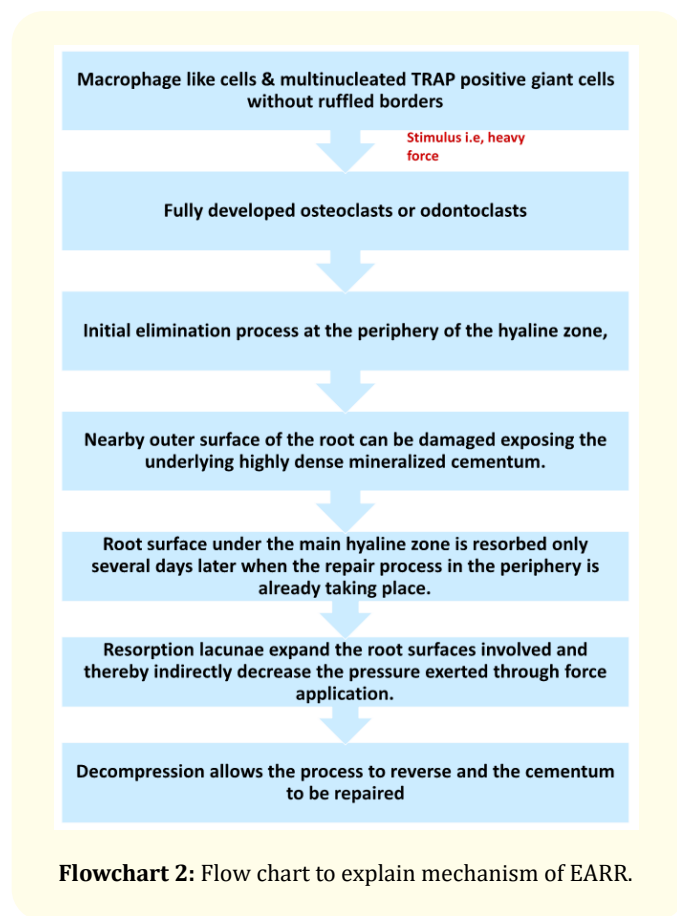 Macrophage like cells & multinucleated TRAP positive giant cells
without ruffled borders
Stimulus i.e, heavy
force
Fully developed osteoclasts or odontoclasts
Initial elimination process at the periphery of the hyaline zone,
Nearby outer surface of the root can be damaged exposing the
underlying highly dense mineralized cementum.
Root surface under the main hyaline zone is resorbed only
several days later when the repair process in the periphery is
already taking place.
Resorption lacunae expand the root surfaces involved and
thereby indirectly decrease the pressure exerted through force
application.
Decompression allows the process to reverse and the cementum
to be repaired
Flowchart 2: Flow chart to explain mechanism of EARR.